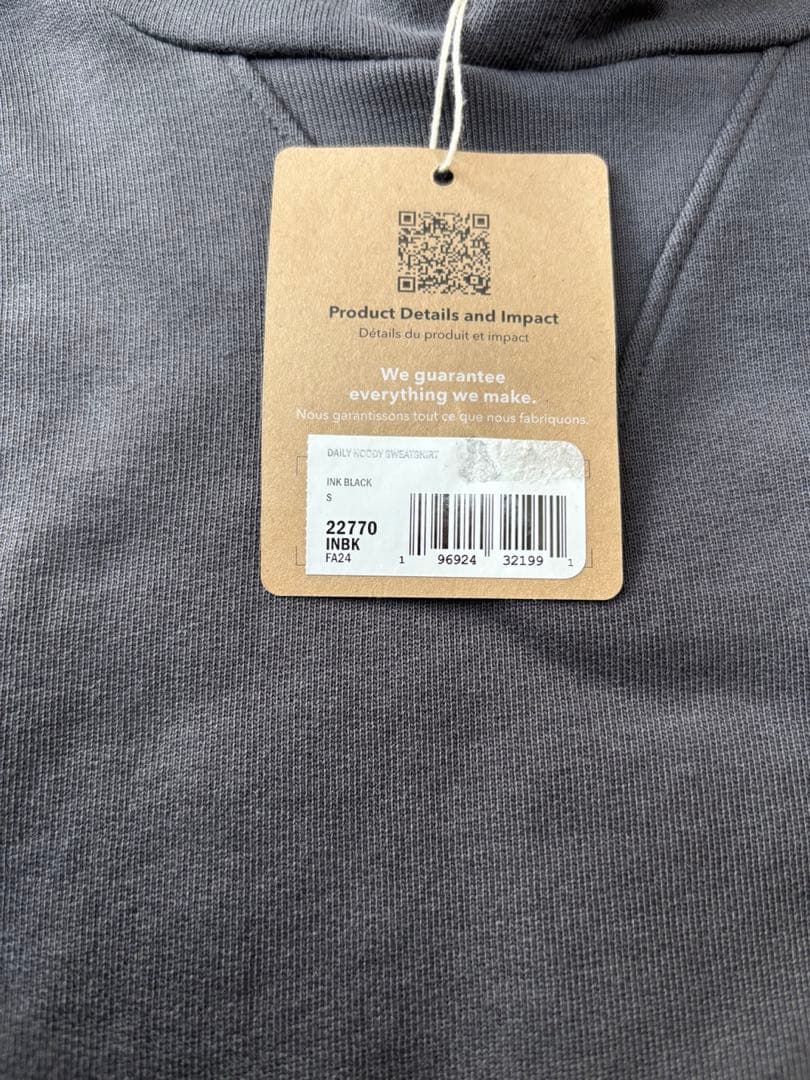 Product Details and Impact
Détails du produit et impact
We guarantee
everything we make.
Nous garantissons tout ce que nous fabriquons.
DAILY HOODY SWEATSHIRT
INK BLACK
S
22770
INBK
FA24
1 96924 32199 1